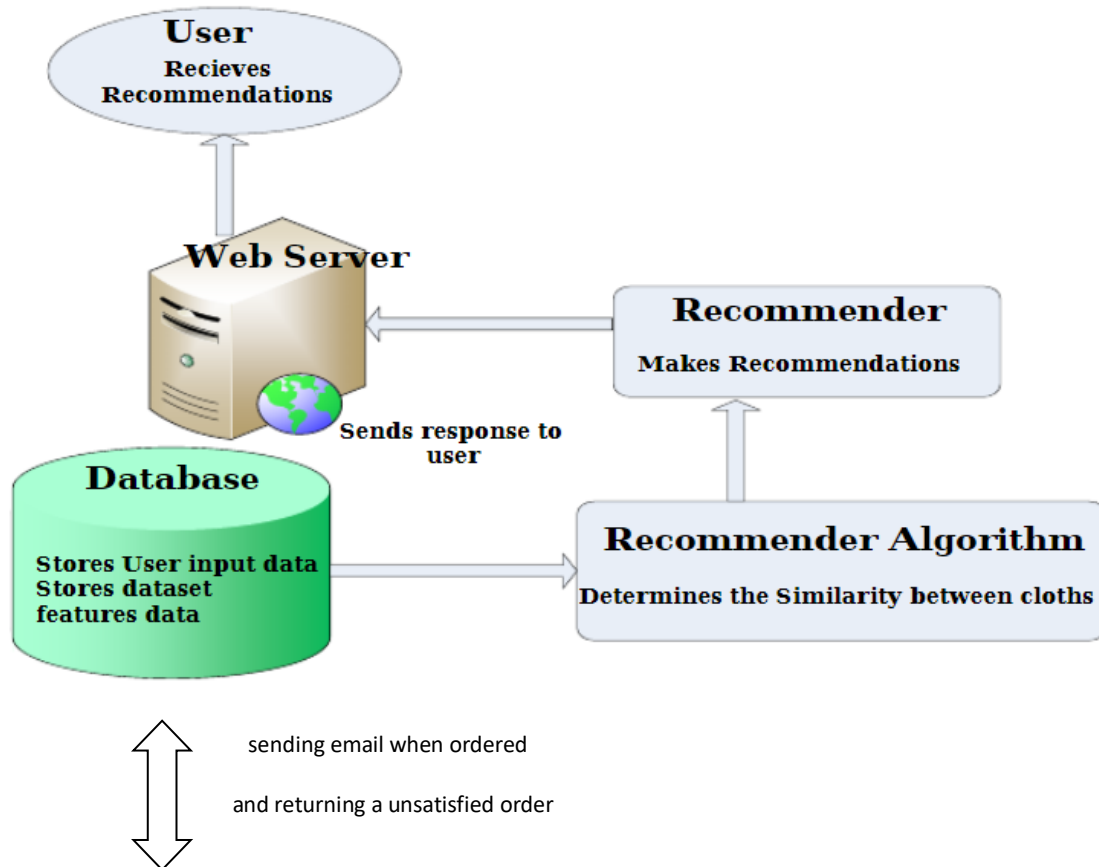 User
Recieves
Recommendations
Web Server
Recommender
Makes Recommendations
Sends response to
user
Database
Stores User input data
Stores dataset
features data
Recommender Algorithm
Determines the Similarity between cloths
sending email when ordered
and returning a unsatisfied order